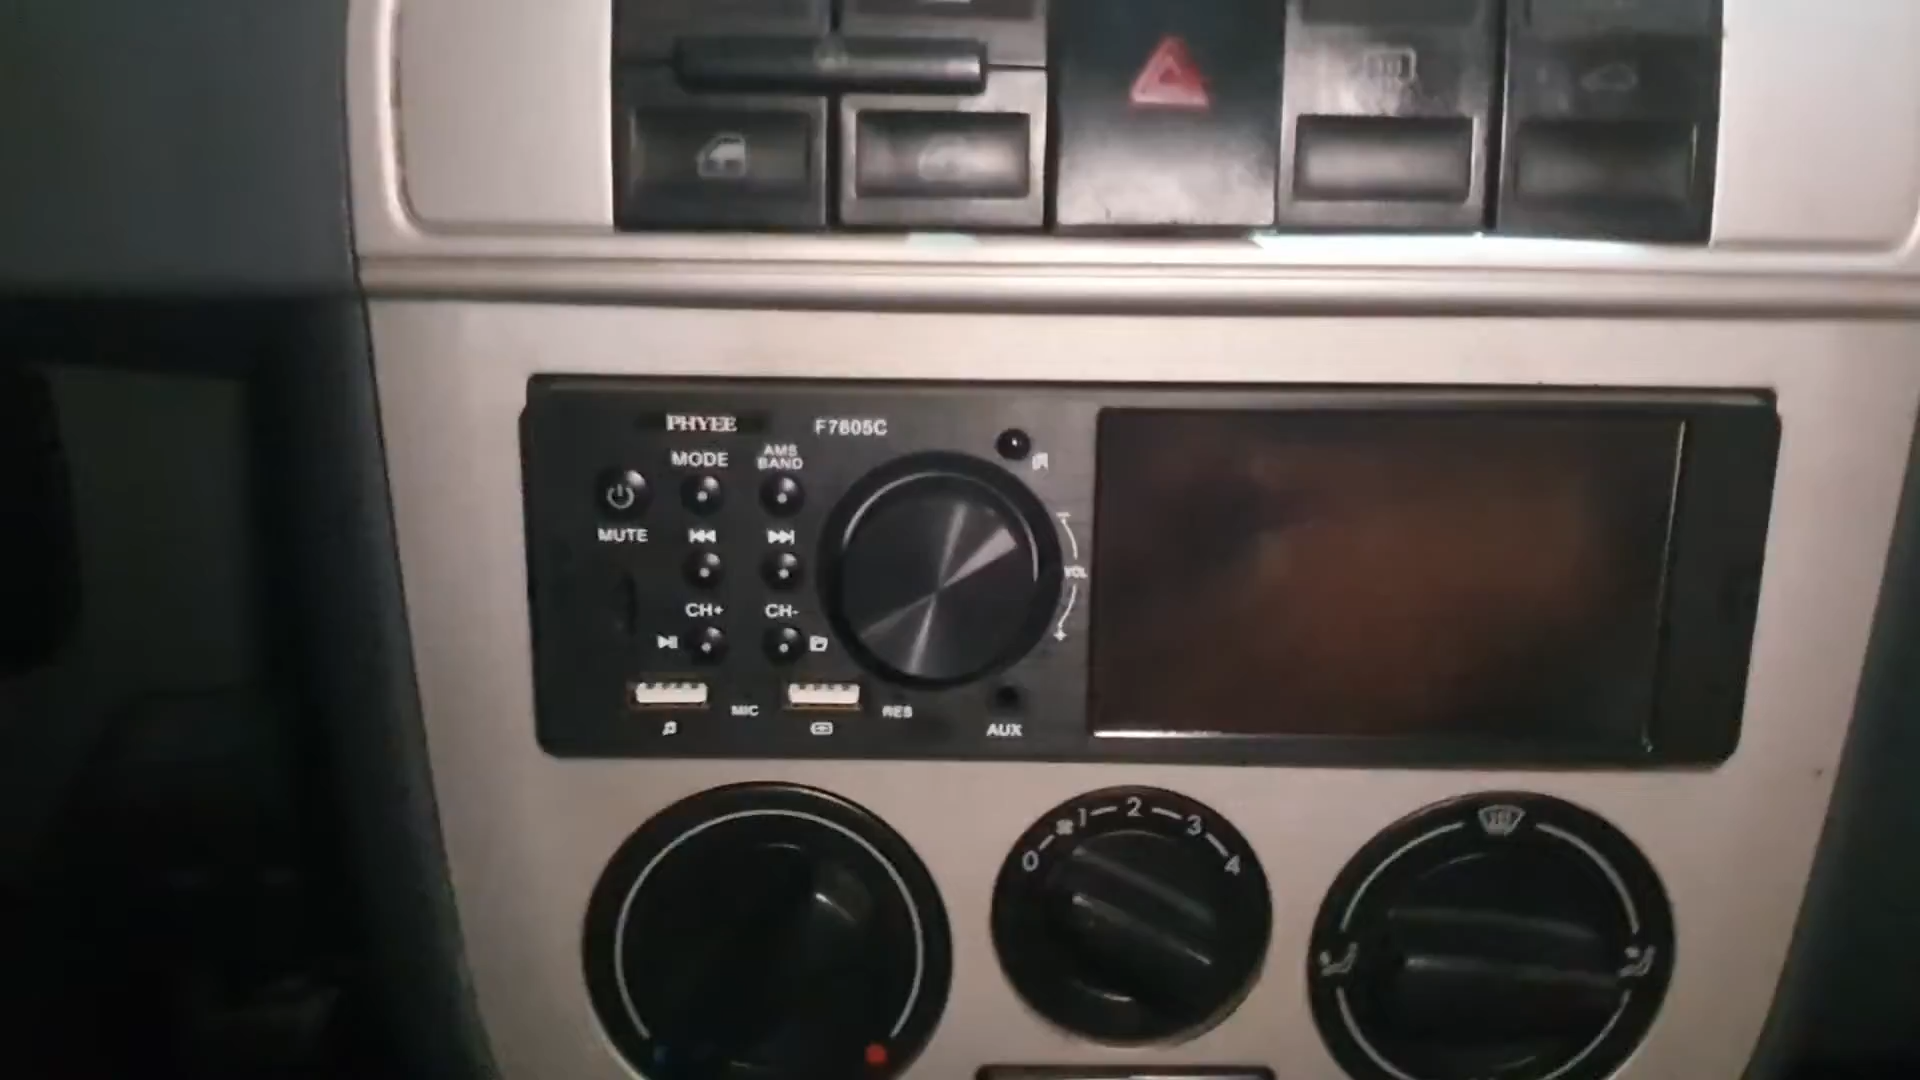 PHYEE
F7805C
MODE
AMS
BAND
MUTE
VOL
CH+
CH-
MIC
RES
AUX
0
1
2
3
4